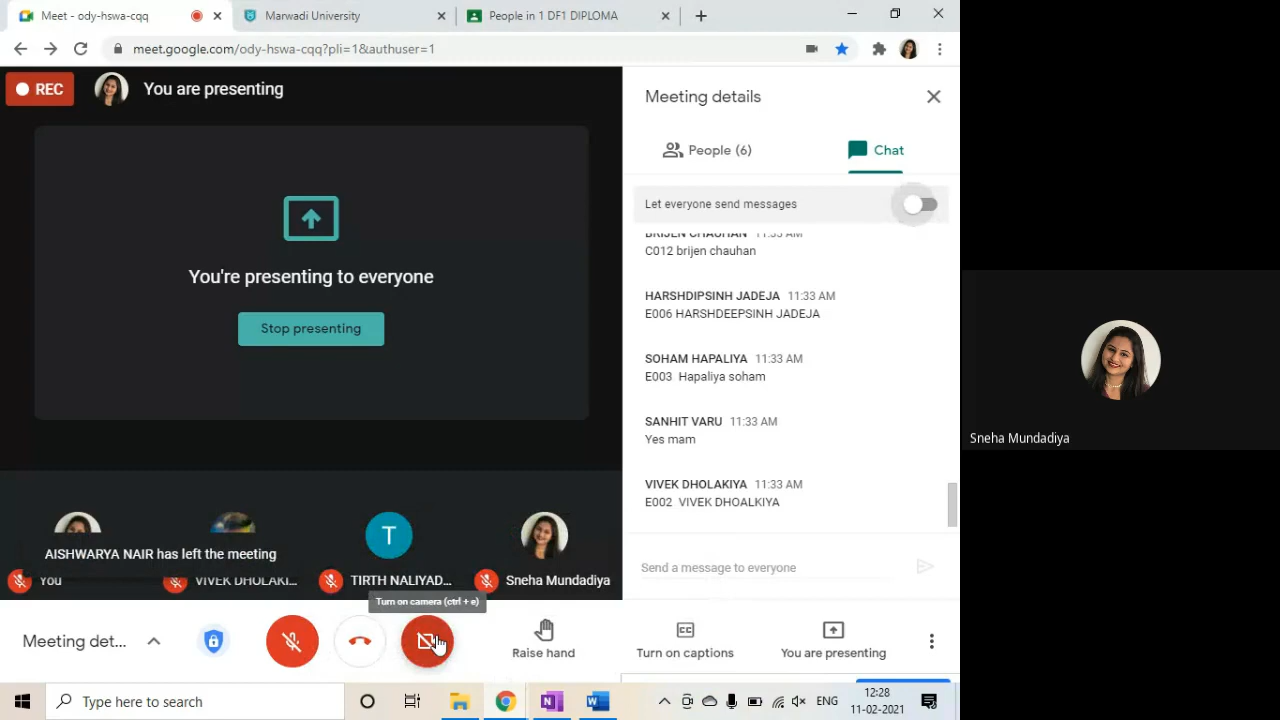 Meet - ody-hswa-cqq
Marwadi University
People in 1 DF1 DIPLOMA
meet.google.com/ody-hswa-cqq?pli=1&authuser=1
REC
You are presenting
Meeting details
People (6)
Chat
Let everyone send messages
BRIJEN CHAUHAN 11:33 AM
C012 brijen chauhan
HARSHDIPSINH JADEJA 11:33 AM
E006 HARSHDEEPSINH JADEJA
SOHAM HAPALIYA 11:33 AM
E003 Hapaliya soham
SANHIT VARU 11:33 AM
Yes mam
VIVEK DHOLAKIYA 11:33 AM
E002 VIVEK DHOALKIYA
Send a message to everyone
You're presenting to everyone
Stop presenting
T
AISHWARYA NAIR has left the meeting
You
VIVEK DHOLAKI...
TIRTH NALIYAD...
Sneha Mundadiya
Turn on camera (ctrl + e)
Meeting det...
Raise hand
CC
Turn on captions
You are presenting
Type here to search
ENG
12:28
11-02-2021
Sneha Mundadiya